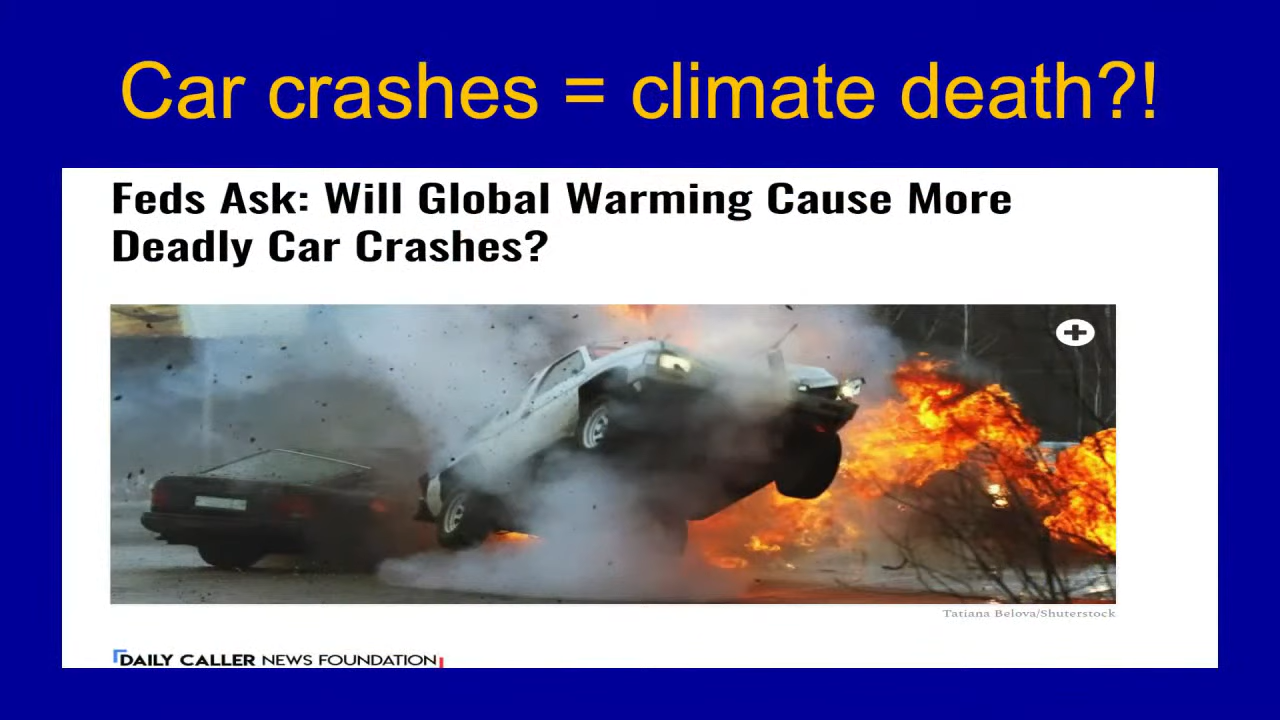 Car crashes = climate death?!
Feds Ask: Will Global Warming Cause More
Deadly Car Crashes?
Tatiana Belova/Shuterstock
DAILY CALLER NEWS FOUNDATION